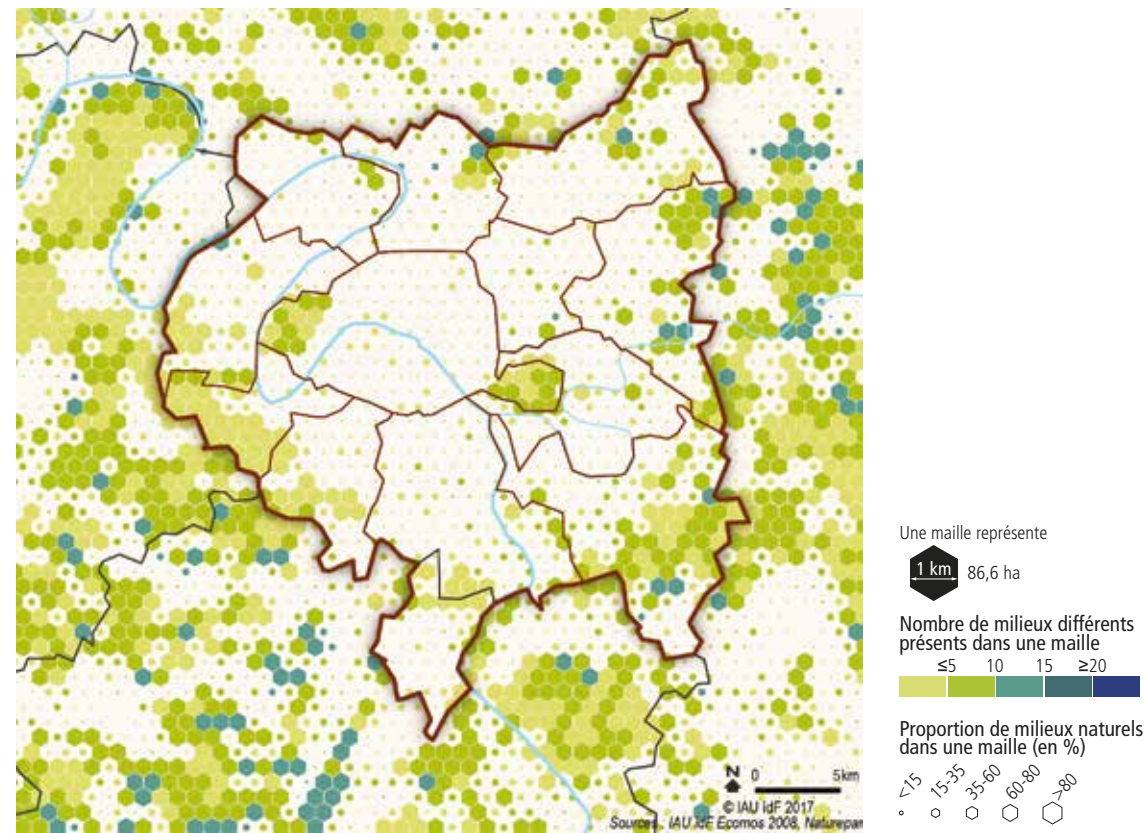 Une maille représente
1 km
86,6 ha
Nombre de milieux différents
présents dans une maille
≤5 10 15 ≥20
Proportion de milieux naturels
dans une maille (en %)
<15 15-35 35-60 60-80 >80
N 0 5km
© IAU îdF 2017
Sources : IAU îdF Ecomos 2008, Naturepar